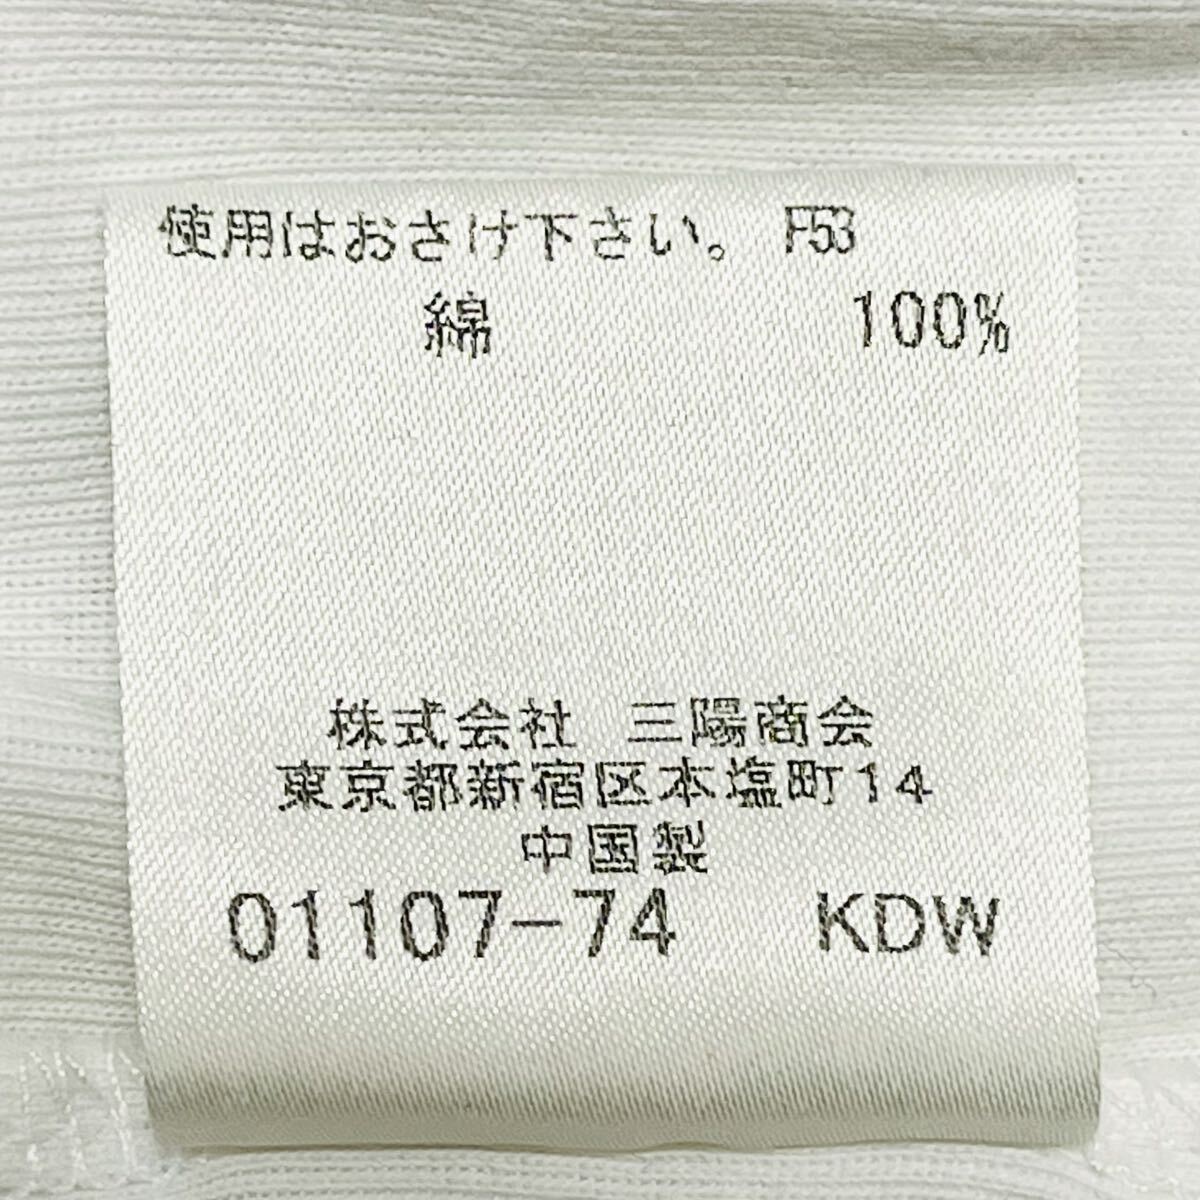 使用はおさけ下さい。 F53
綿 100%
株式会社 三陽商会
東京都新宿区本塩町14
中国製
01107-74 KDW